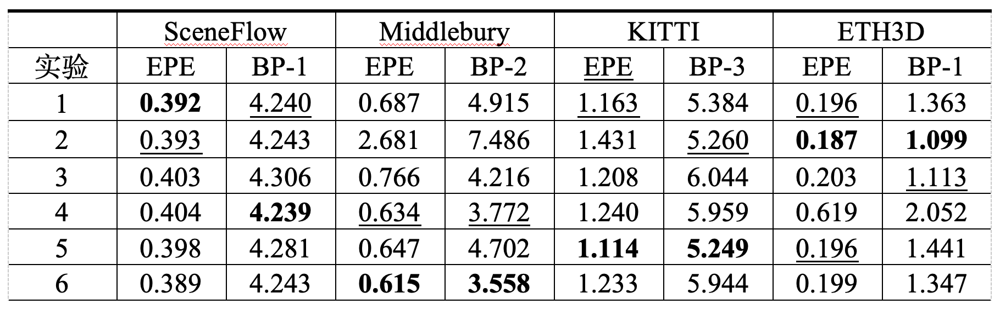 SceneFlow Middlebury KITTI ETH3D
实验 EPE BP-1 EPE BP-2 EPE BP-3 EPE BP-1
1 0.392 4.240 0.687 4.915 1.163 5.384 0.196 1.363
2 0.393 4.243 2.681 7.486 1.431 5.260 0.187 1.099
3 0.403 4.306 0.766 4.216 1.208 6.044 0.203 1.113
4 0.404 4.239 0.634 3.772 1.240 5.959 0.619 2.052
5 0.398 4.281 0.647 4.702 1.114 5.249 0.196 1.441
6 0.389 4.243 0.615 3.558 1.233 5.944 0.199 1.347